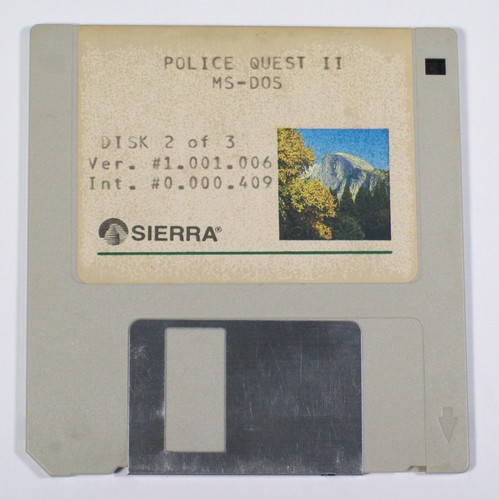 POLICE QUEST II
MS-DOS
DISK 2 of 3
Ver. #1.001.006
Int. #0.000.409
SIERRA®